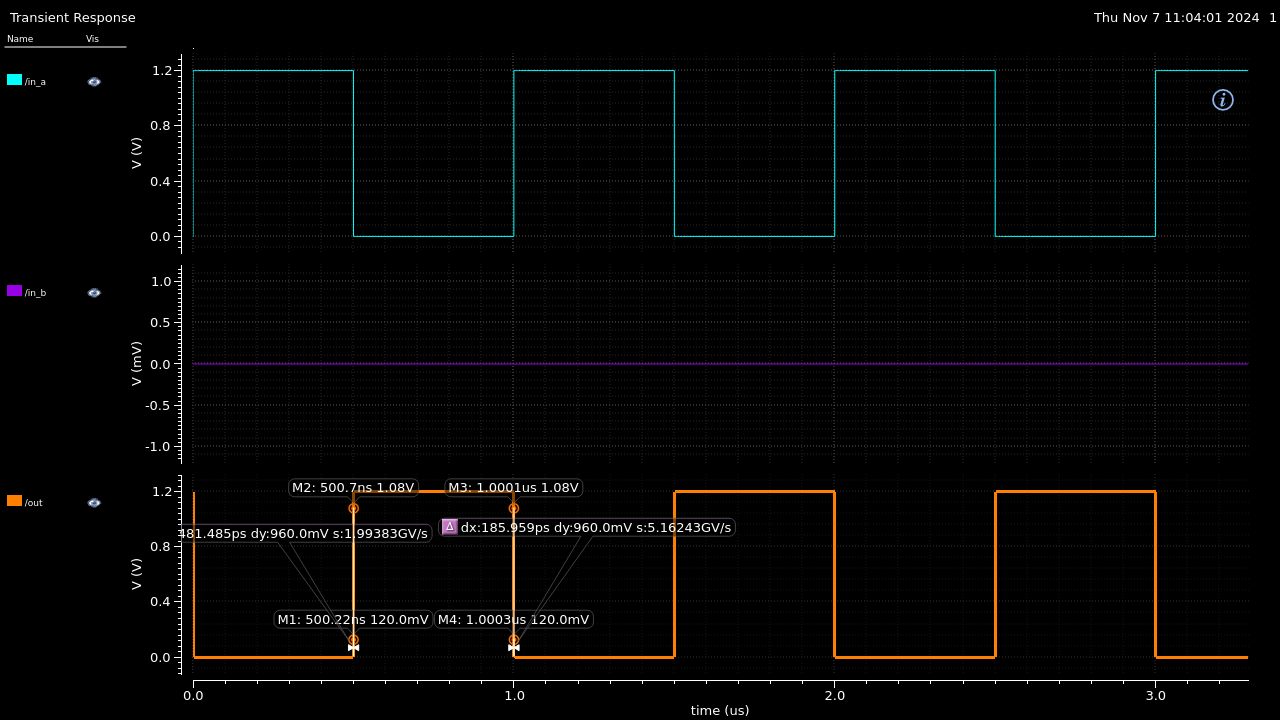 Transient Response
Thu Nov 7 11:04:01 2024 1
Name Vis
/in_a
V (V)
1.2
0.8
0.4
0.0
i
/in_b
V (mV)
1.0
0.5
0.0
-0.5
-1.0
/out
V (V)
1.2
0.8
0.4
0.0
M2: 500.7ns 1.08V
M3: 1.0001us 1.08V
481.485ps dy:960.0mV s:1.99383GV/s
Δ dx:185.959ps dy:960.0mV s:5.16243GV/s
M1: 500.22ns 120.0mV
M4: 1.0003us 120.0mV
0.0 1.0 2.0 3.0
time (us)